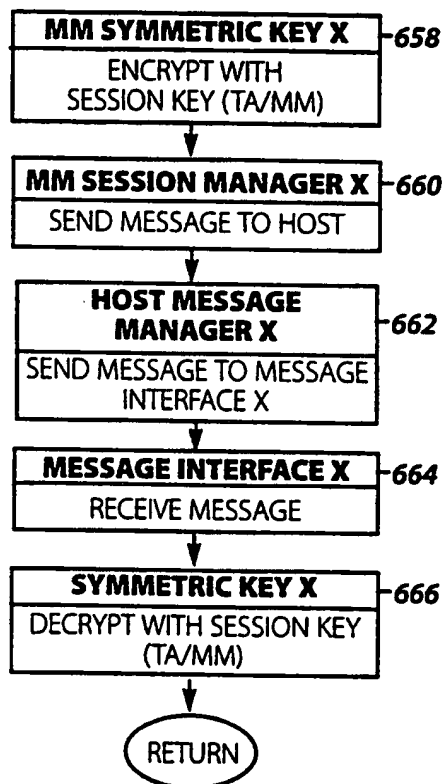 MM SYMMETRIC KEY X
658
ENCRYPT WITH
SESSION KEY (TA/MM)
MM SESSION MANAGER X
660
SEND MESSAGE TO HOST
HOST MESSAGE
MANAGER X
662
SEND MESSAGE TO MESSAGE
INTERFACE X
MESSAGE INTERFACE X
664
RECEIVE MESSAGE
SYMMETRIC KEY X
666
DECRYPT WITH SESSION KEY
(TA/MM)
RETURN